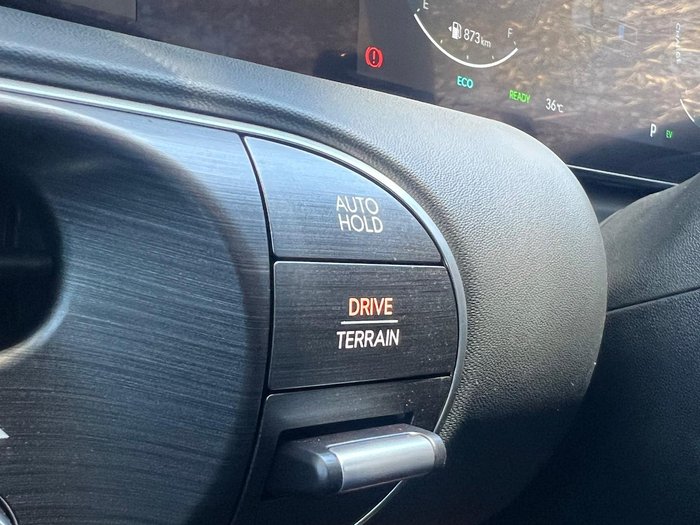 E
873km
F
ECO
READY
36°C
P
EV
AUTO
HOLD
DRIVE
TERRAIN